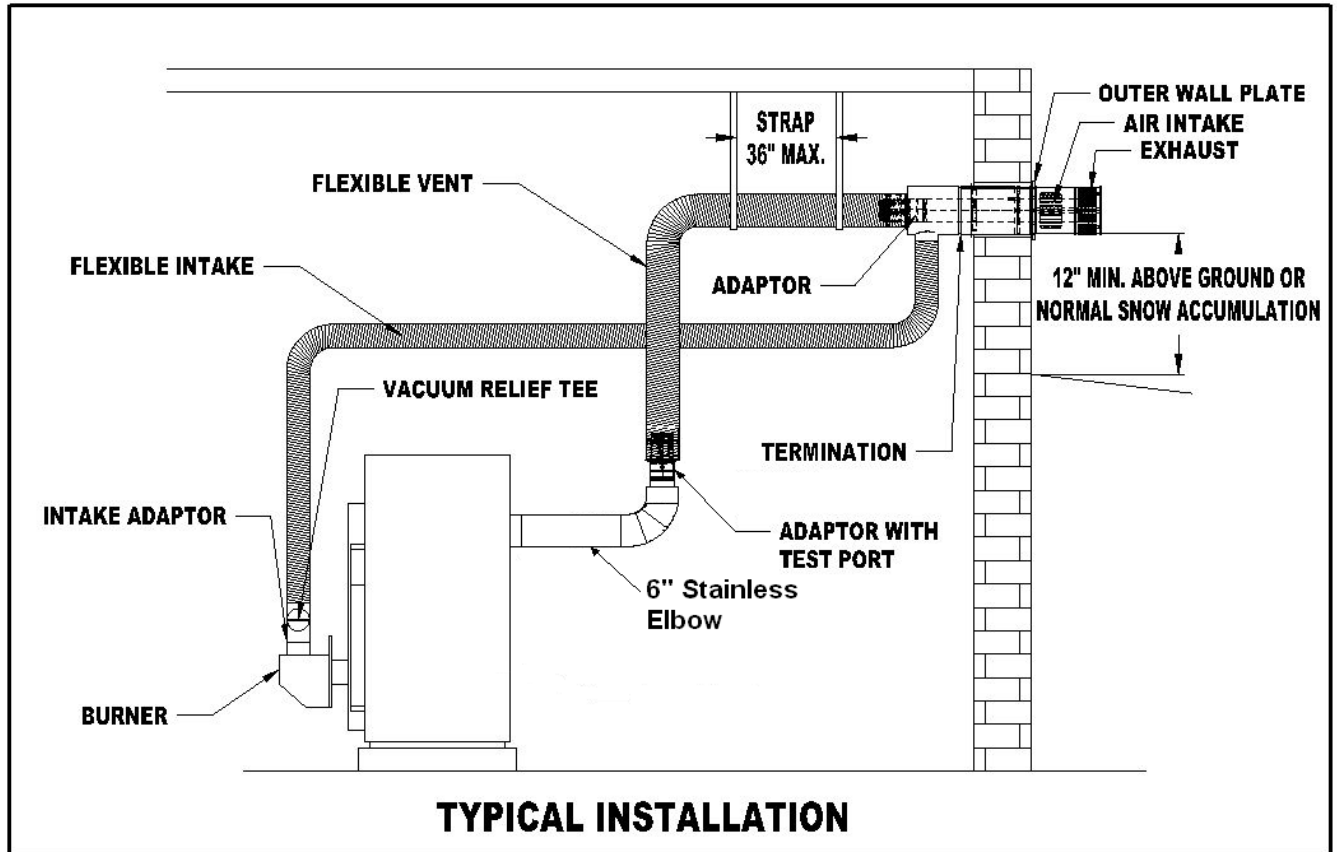 OUTER WALL PLATE
AIR INTAKE
EXHAUST
STRAP
36" MAX.
FLEXIBLE VENT
FLEXIBLE INTAKE
ADAPTOR
12" MIN. ABOVE GROUND OR
NORMAL SNOW ACCUMULATION
VACUUM RELIEF TEE
TERMINATION
INTAKE ADAPTOR
ADAPTOR WITH
TEST PORT
6" Stainless
Elbow
BURNER
TYPICAL INSTALLATION